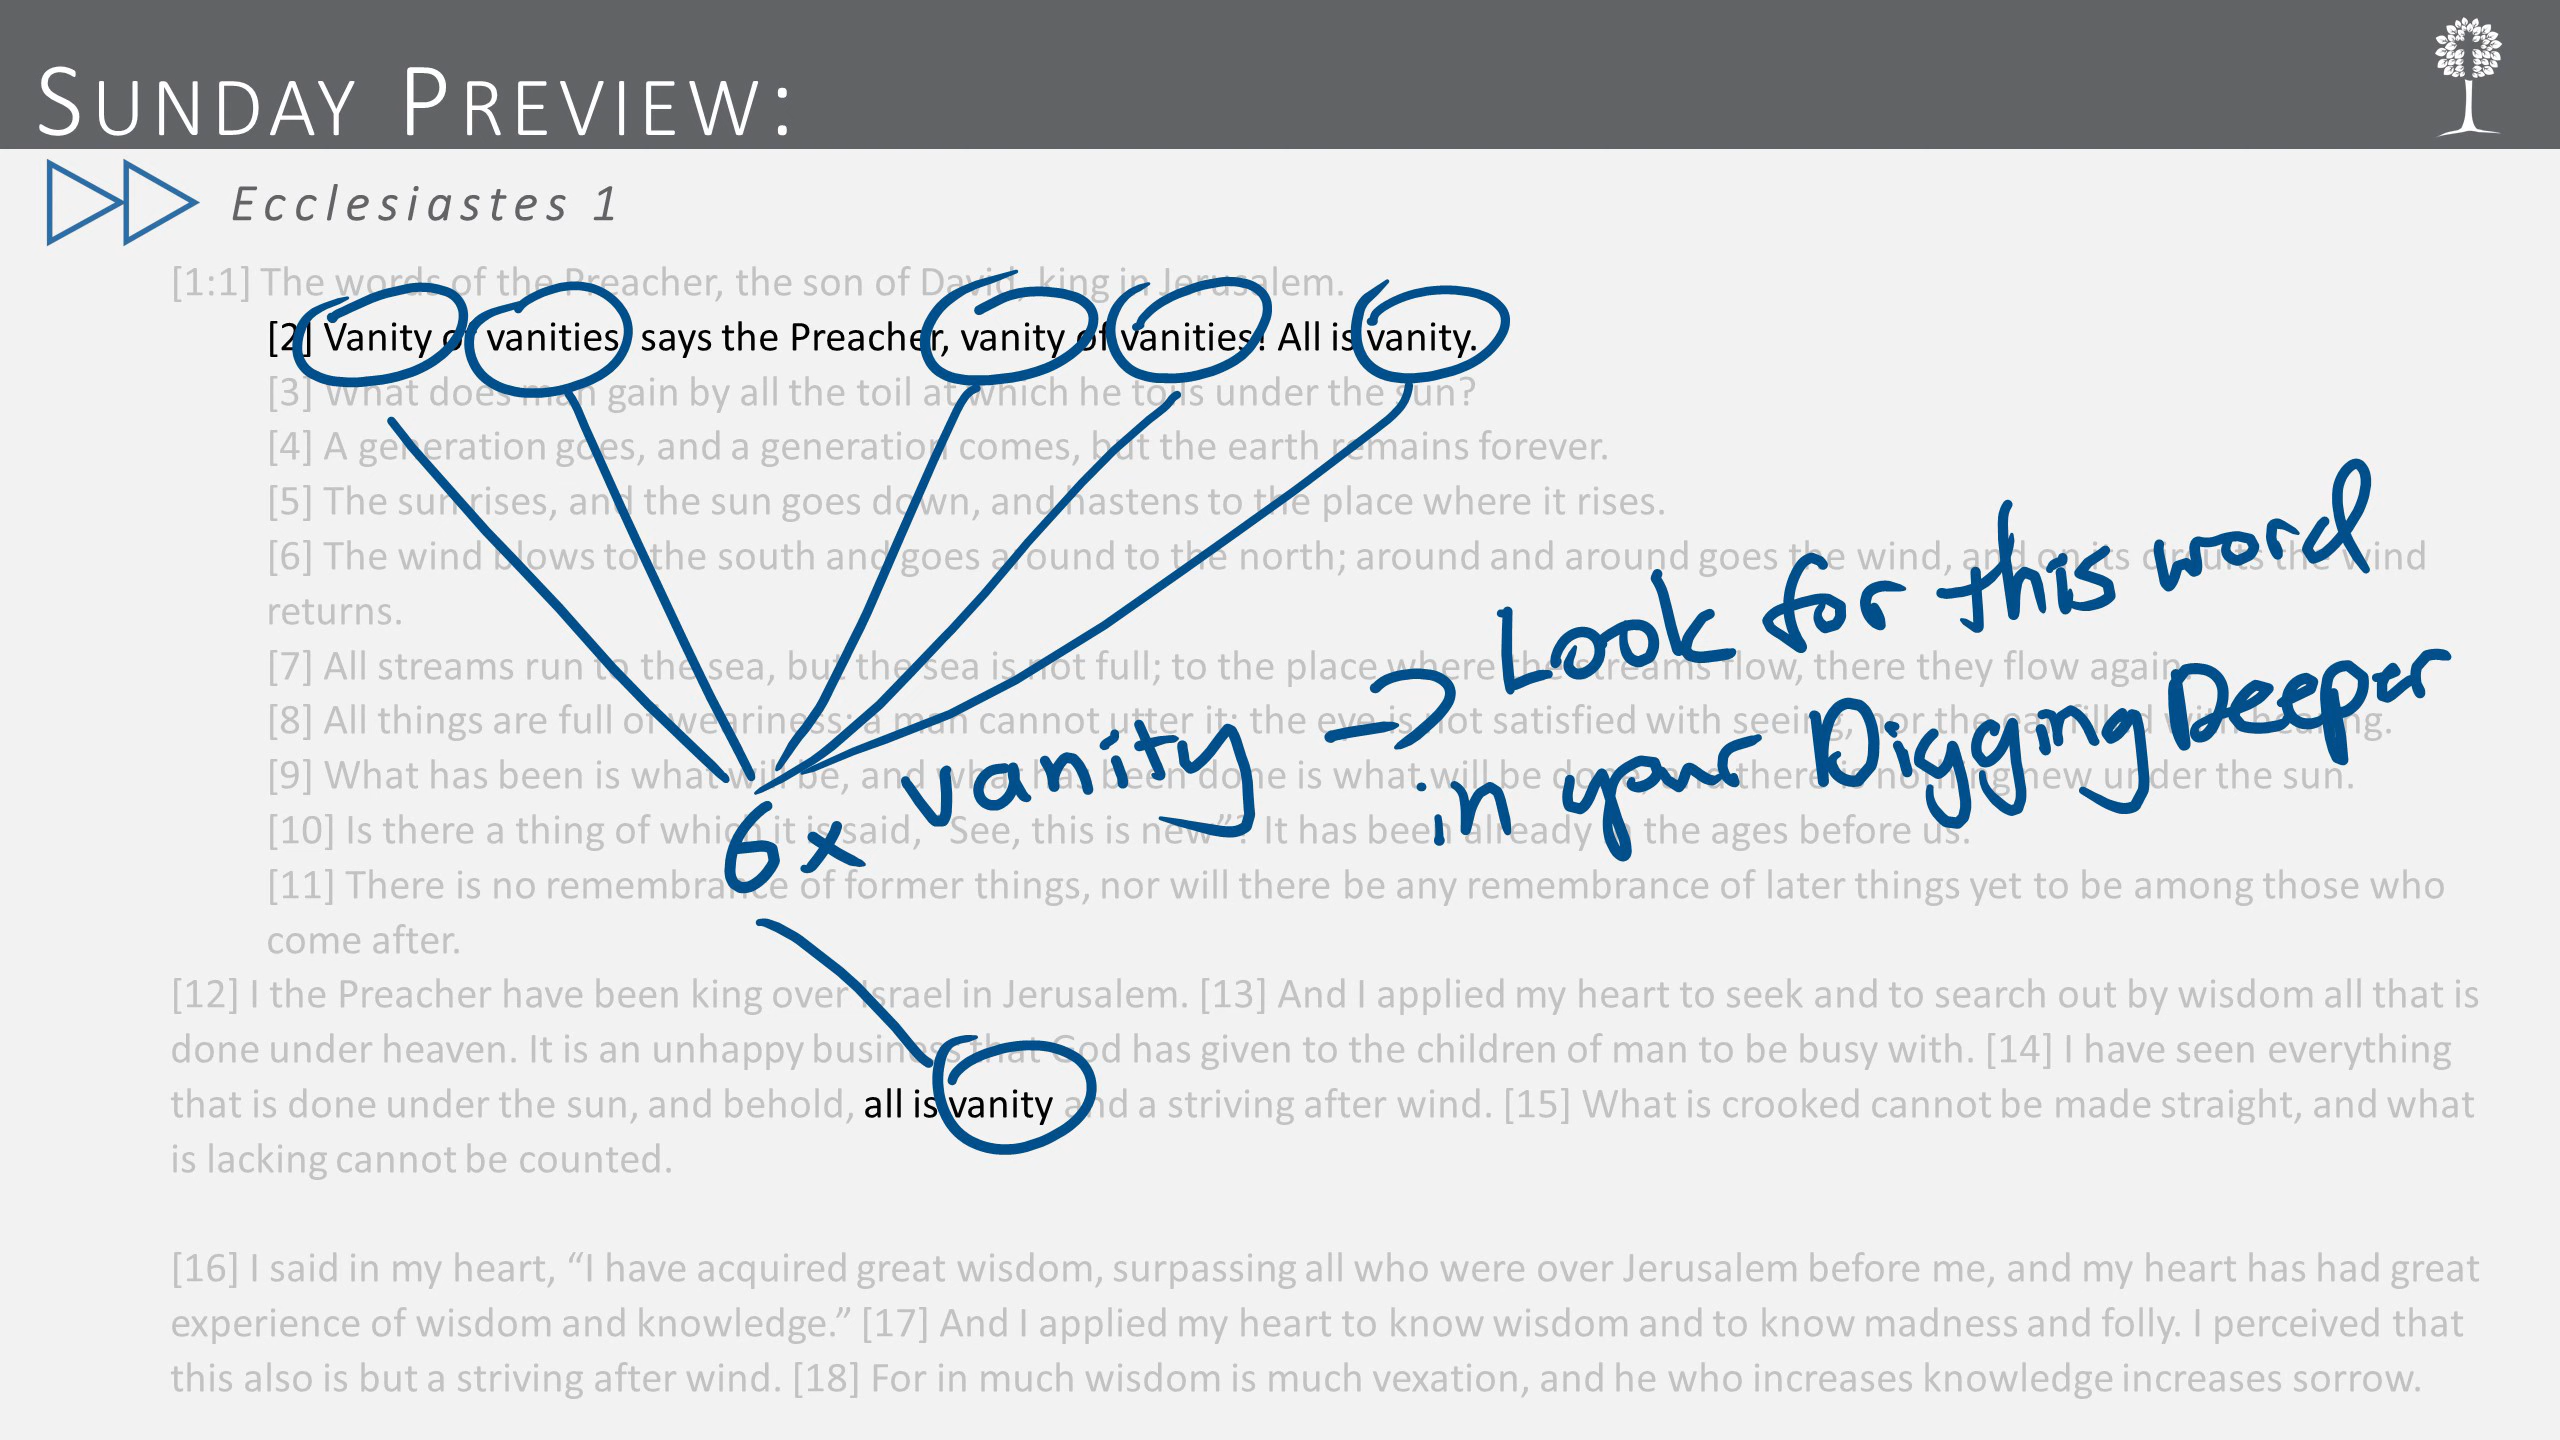 SUNDAY PREVIEW:
Ecclesiastes 1
[1:1] The words of the Preacher, the son of David, king in Jerusalem.
[2] Vanity of vanities, says the Preacher, vanity of vanities! All is vanity.
[3] What does man gain by all the toil at which he toils under the sun?
[4] A generation goes, and a generation comes, but the earth remains forever.
[5] The sun rises, and the sun goes down, and hastens to the place where it rises.
[6] The wind blows to the south and goes around to the north; around and around goes the wind, and on its circuits the wind
returns.
[7] All streams run to the sea, but the sea is not full; to the place where the streams flow, there they flow again.
[8] All things are full of weariness; a man cannot utter it; the eye is not satisfied with seeing, nor the ear filled with hearing.
[9] What has been is what will be, and what has been done is what will be done, and there is nothing new under the sun.
[10] Is there a thing of which it is said, “See, this is new”? It has been already in the ages before us.
[11] There is no remembrance of former things, nor will there be any remembrance of later things yet to be among those who
come after.
6x vanity → Look for this word
in your Digging Deeper
[12] I the Preacher have been king over Israel in Jerusalem. [13] And I applied my heart to seek and to search out by wisdom all that is
done under heaven. It is an unhappy business that God has given to the children of man to be busy with. [14] I have seen everything
that is done under the sun, and behold, all is vanity and a striving after wind. [15] What is crooked cannot be made straight, and what
is lacking cannot be counted.
[16] I said in my heart, “I have acquired great wisdom, surpassing all who were over Jerusalem before me, and my heart has had great
experience of wisdom and knowledge.” [17] And I applied my heart to know wisdom and to know madness and folly. I perceived that
this also is but a striving after wind. [18] For in much wisdom is much vexation, and he who increases knowledge increases sorrow.